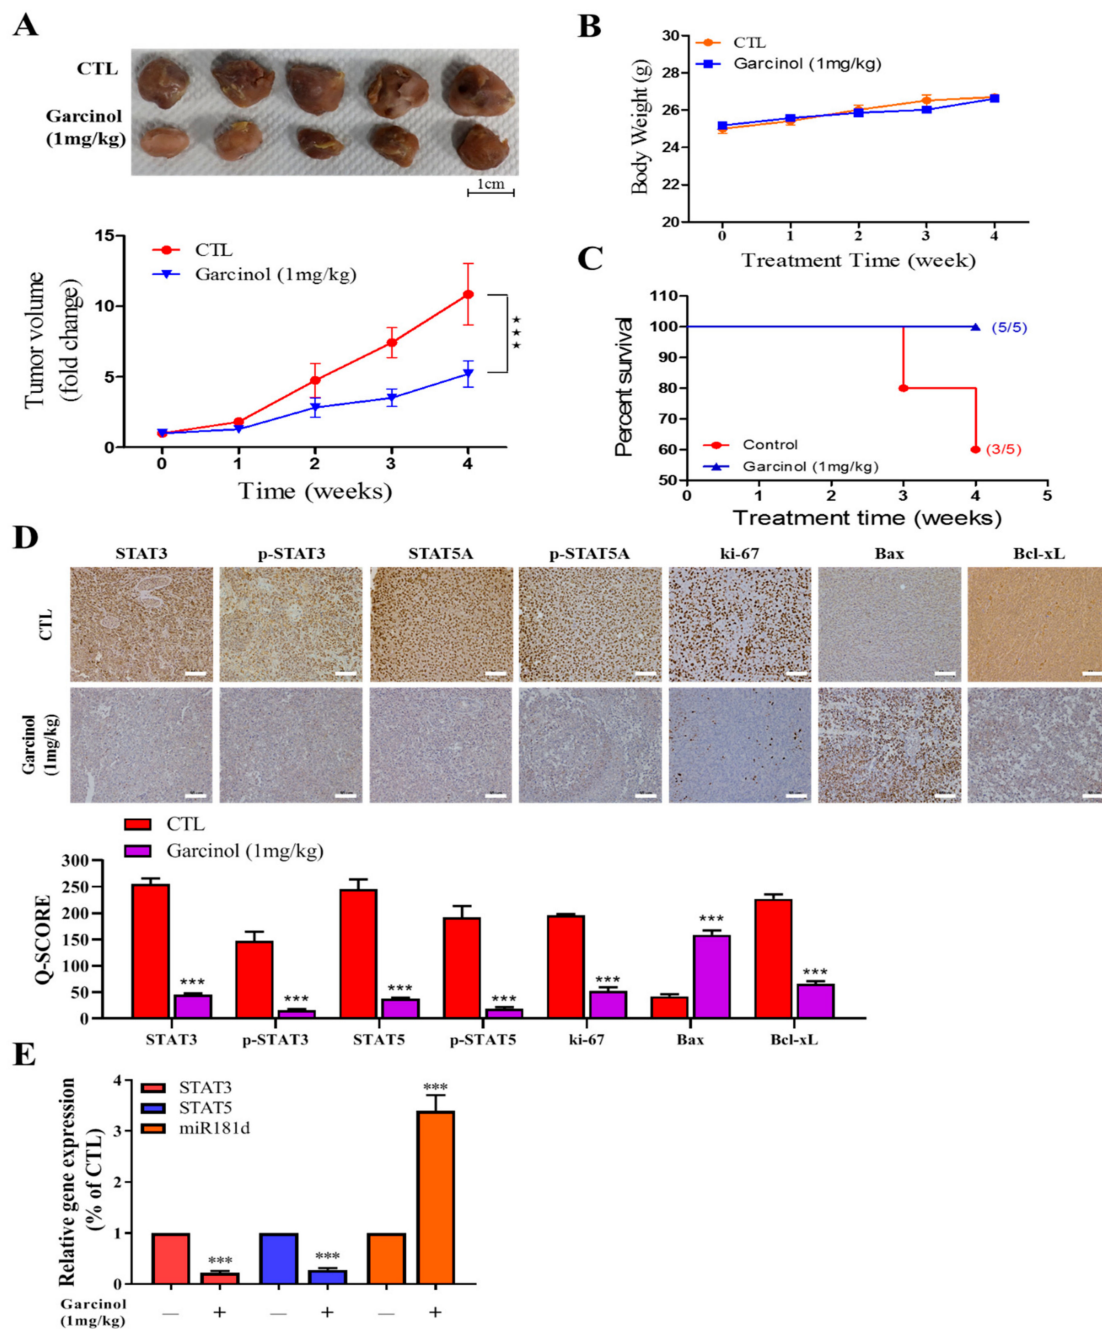 A
CTL
Garcinol
(1mg/kg)
1cm
CTL
Garcinol (1mg/kg)
Tumor volume
(fold change)
15
10
5
0
0 1 2 3 4
Time (weeks)
***
B
CTL
Garcinol (1mg/kg)
Body Weight (g)
30
28
26
24
22
20
0 1 2 3 4
Treatment Time (week)
C
Percent survival
110
100
90
80
70
60
50
(5/5)
(3/5)
Control
Garcinol (1mg/kg)
0 1 2 3 4 5
Treatment time (weeks)
D
STAT3 p-STAT3 STAT5A p-STAT5A ki-67 Bax Bcl-xL
CTL
Garcinol
(1mg/kg)
CTL
Garcinol (1mg/kg)
Q-SCORE
300
250
200
150
100
50
0
*** *** *** *** *** *** ***
STAT3 p-STAT3 STAT5 p-STAT5 ki-67 Bax Bcl-xL
E
STAT3
STAT5
miR181d
Relative gene expression
(% of CTL)
4
3
2
1
0
*** *** ***
Garcinol
(1mg/kg)
— + — + — +